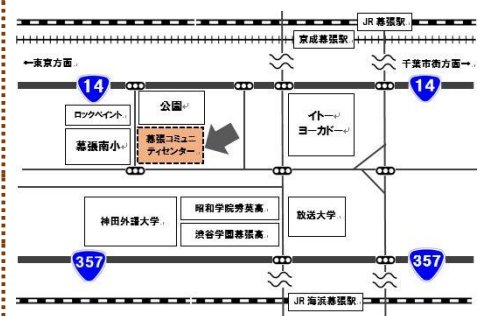 JR 幕張駅
京成幕張駅
←東京方面
千葉市街方面→
14
14
公園
ロックペイント
イトー
ヨーカドー
幕張南小
幕張コミュニ
ティセンター
昭和学院秀英高
神田外語大学
放送大学
渋谷学園幕張高
357
357
JR 海浜幕張駅